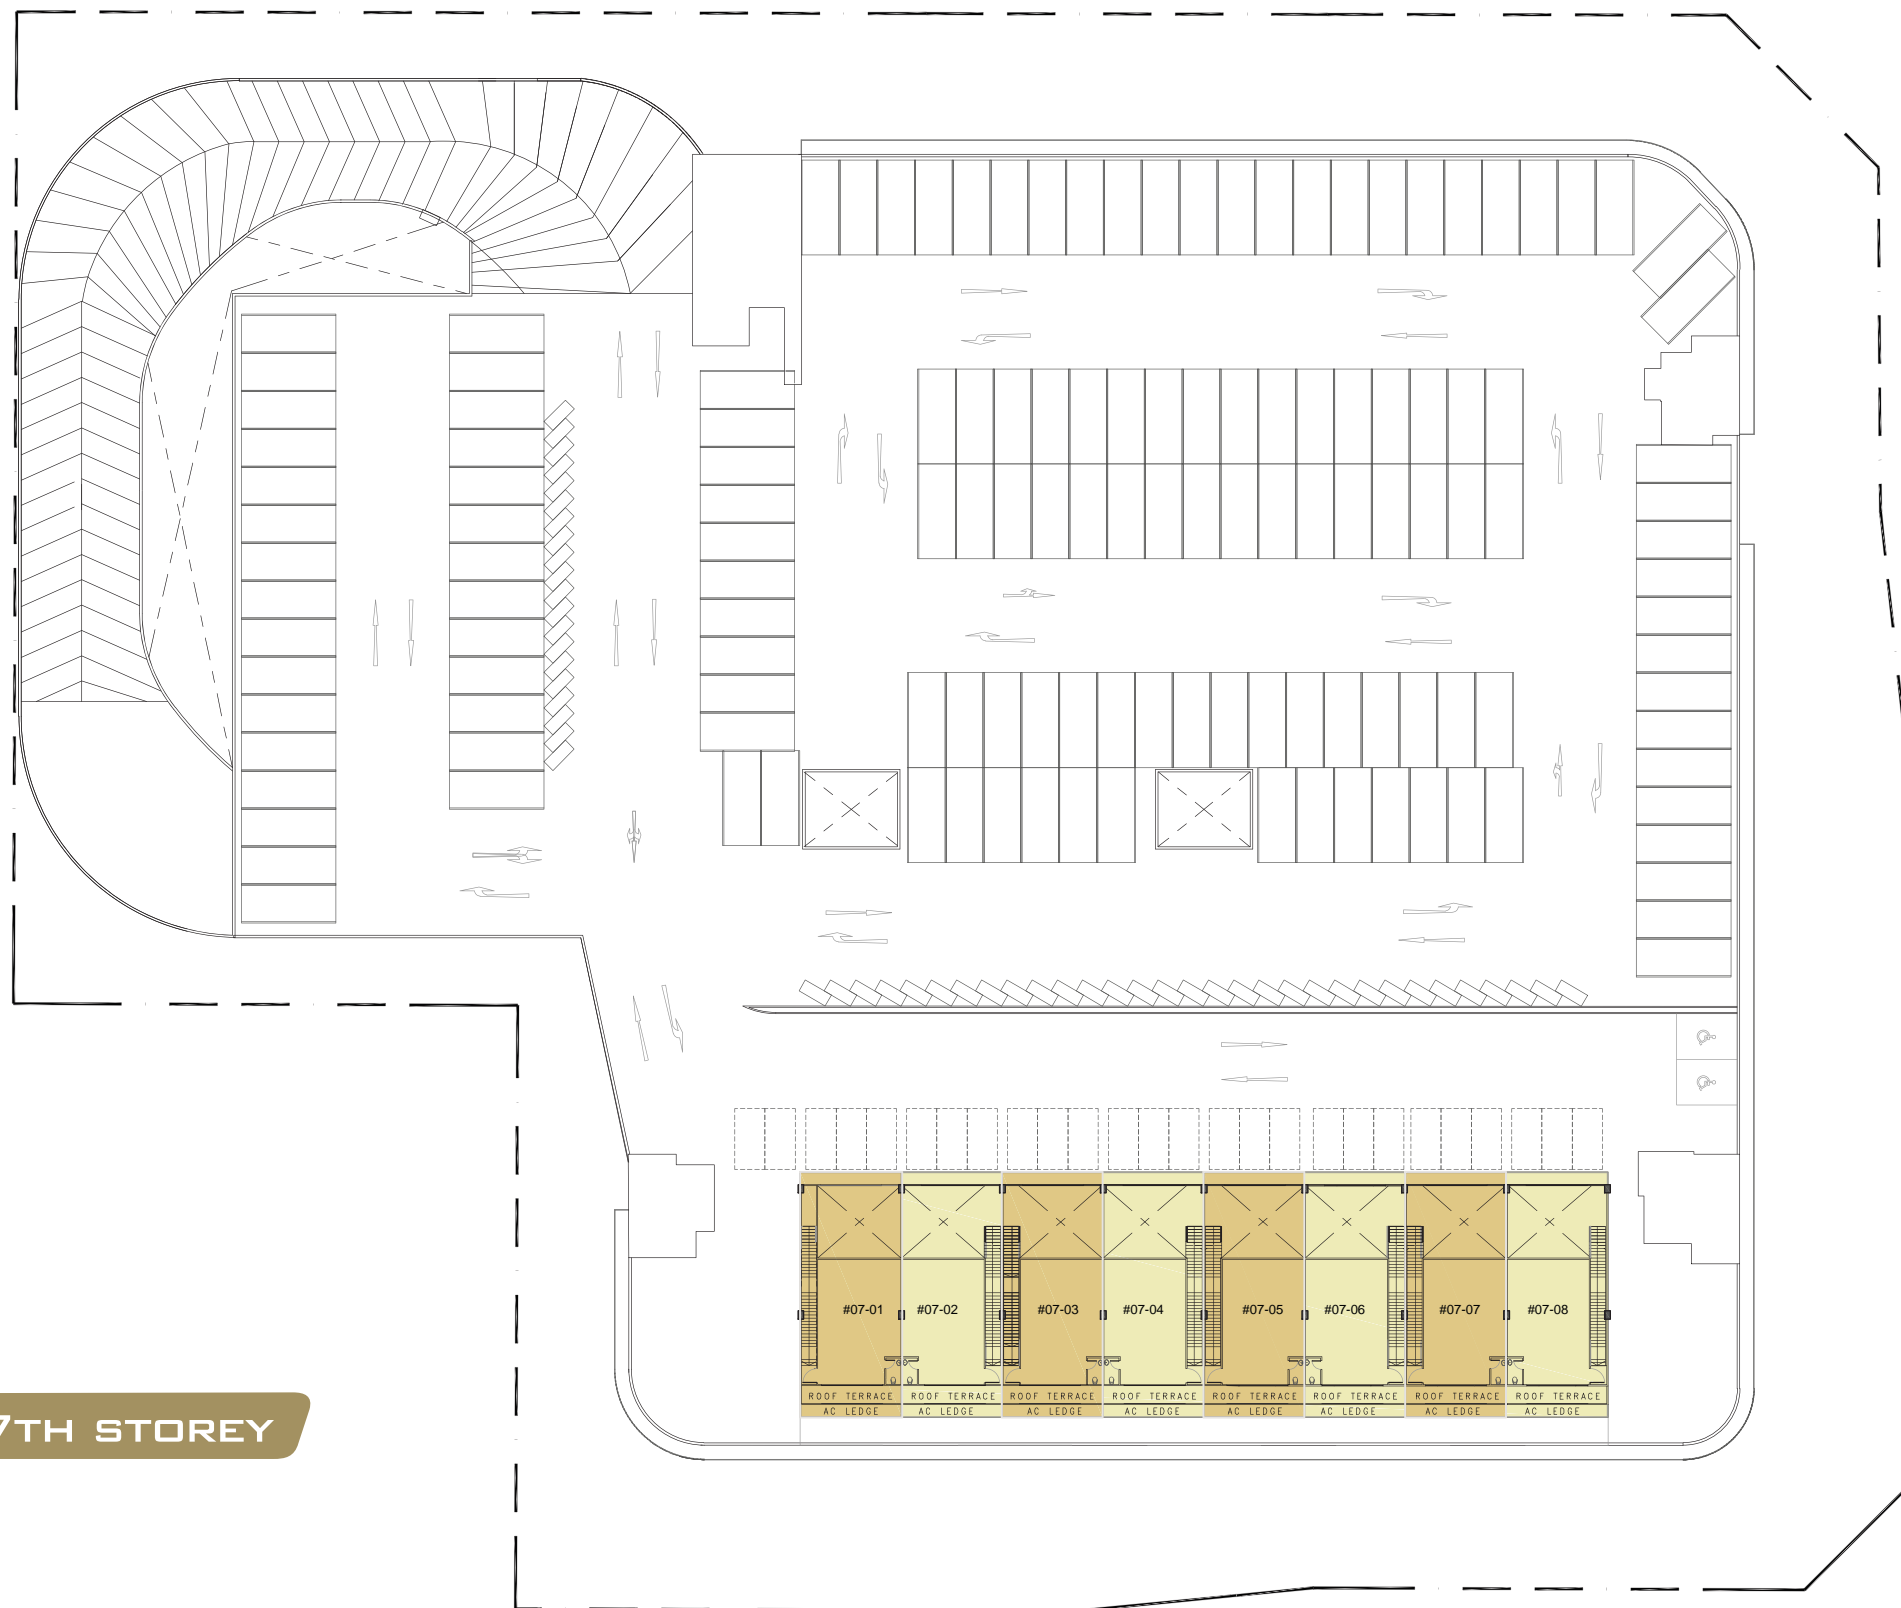 #07-01 #07-02 #07-03 #07-04 #07-05 #07-06 #07-07 #07-08
ROOF TERRACE ROOF TERRACE ROOF TERRACE ROOF TERRACE ROOF TERRACE ROOF TERRACE ROOF TERRACE ROOF TERRACE
AC LEDGE AC LEDGE AC LEDGE AC LEDGE AC LEDGE AC LEDGE AC LEDGE AC LEDGE
7TH STOREY